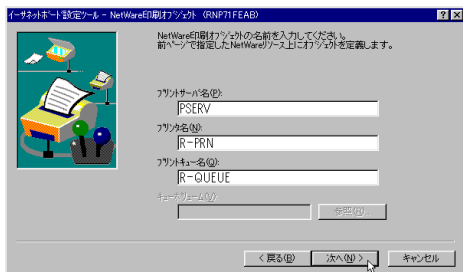 イーサネットボード設定ツール - NetWare印刷オブジェクト (RNP71FEAB)
NetWare印刷オブジェクトの名前を入力してください。
前ページで指定したNetWareリソース上にオブジェクトを定義します。
プリントサーバ名(P):
PSERV
プリンタ名(N):
R-PRN
プリントキュー名(Q):
R-QUEUE
キューボリューム(V):
参照(R)...
< 戻る(B) 次へ(N) > キャンセル